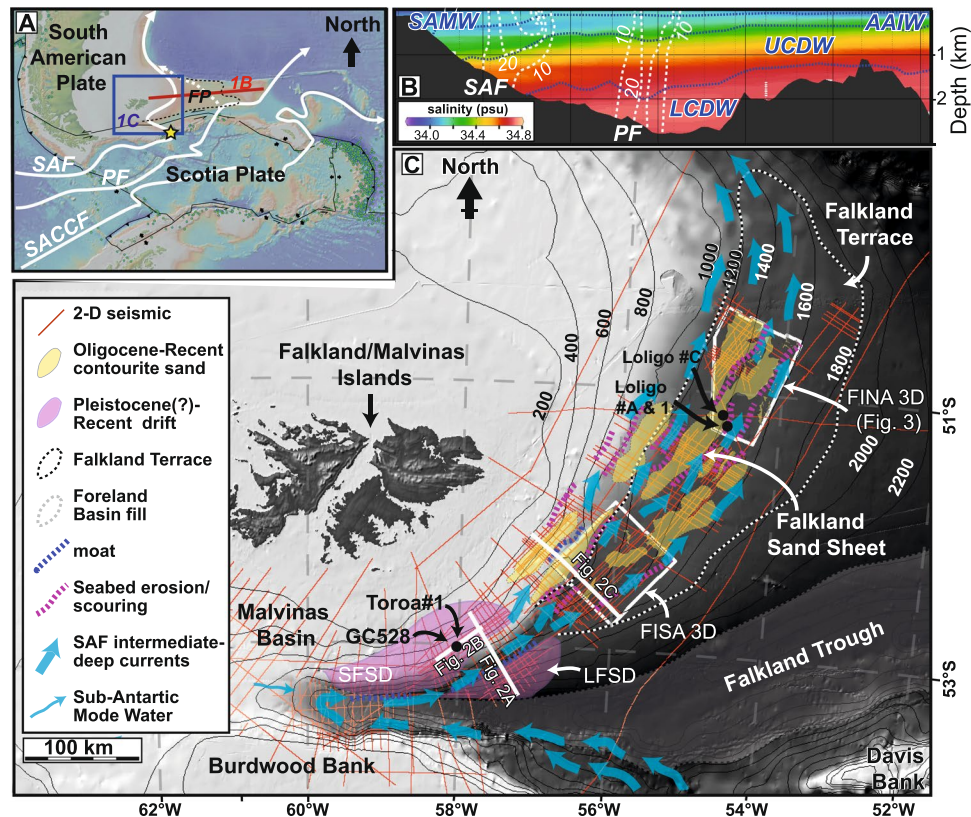 A
North
South
American
Plate
1B
FP
1C
SAF
PF
Scotia Plate
SACCF
SAMW
AAIW
UCDW
10
10
20
10
SAF
20
LCDW
PF
B
salinity (psu)
34.0
34.4
34.8
1
2
Depth (km)
C
North
Falkland
Terrace
1000
1200
1400
1600
1800
2000
2200
800
600
400
200
Loligo #C
Loligo
#A & 1
FINA 3D
(Fig. 3)
51°S
Falkland
Sand Sheet
Falkland/Malvinas
Islands
2-D seismic
Oligocene-Recent
contourite sand
Pleistocene(?)-
Recent drift
Falkland Terrace
Foreland
Basin fill
moat
Seabed erosion/
scouring
SAF intermediate-
deep currents
Sub-Antartic
Mode Water
100 km
Fig. 2C
FISA 3D
Malvinas
Basin
Toroa#1
GC528
Fig. 2B
Fig. 2A
SFSD
LFSD
Falkland Trough
53°S
Burdwood Bank
Davis
Bank
62°W
60°W
58°W
56°W
54°W
52°W